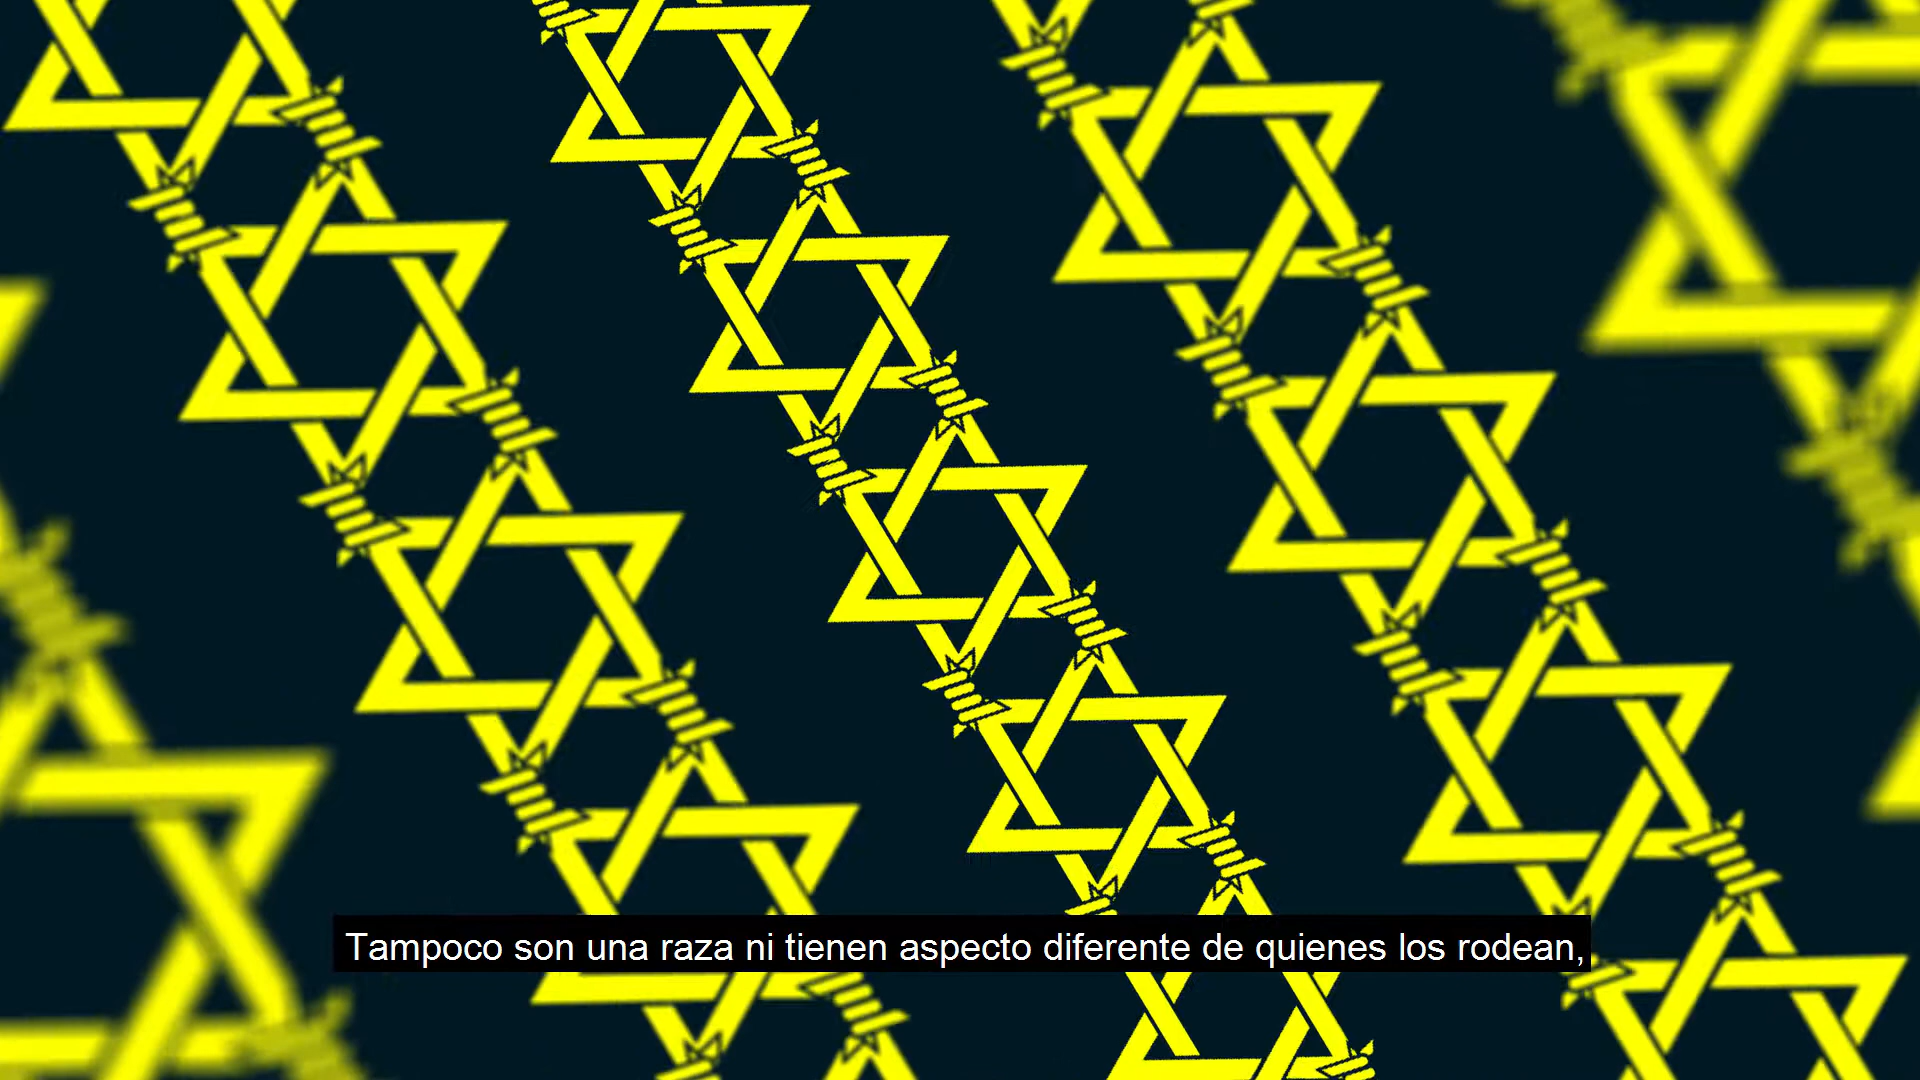 Tampoco son una raza ni tienen aspecto diferente de quienes los rodean,